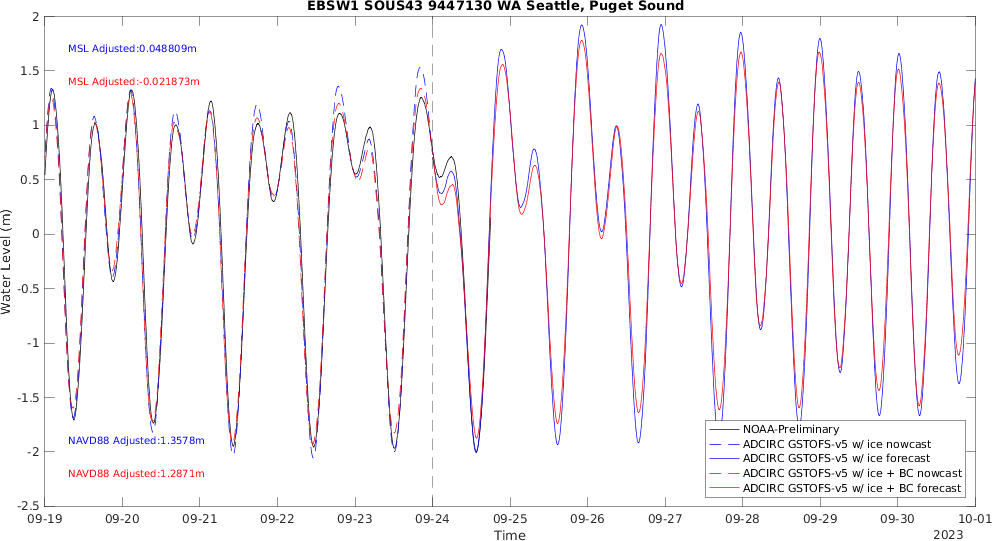 EBSW1 SOUS43 9447130 WA Seattle, Puget Sound
2
1.5
1
0.5
0
-0.5
-1
-1.5
-2
-2.5
Water Level (m)
MSL Adjusted:0.048809m
MSL Adjusted:-0.021873m
NAVD88 Adjusted:1.3578m
NAVD88 Adjusted:1.2871m
NOAA-Preliminary
ADCIRC GSTOFS-v5 w/ ice nowcast
ADCIRC GSTOFS-v5 w/ ice forecast
ADCIRC GSTOFS-v5 w/ ice + BC nowcast
ADCIRC GSTOFS-v5 w/ ice + BC forecast
09-19 09-20 09-21 09-22 09-23 09-24 09-25 09-26 09-27 09-28 09-29 09-30 10-01
Time
2023